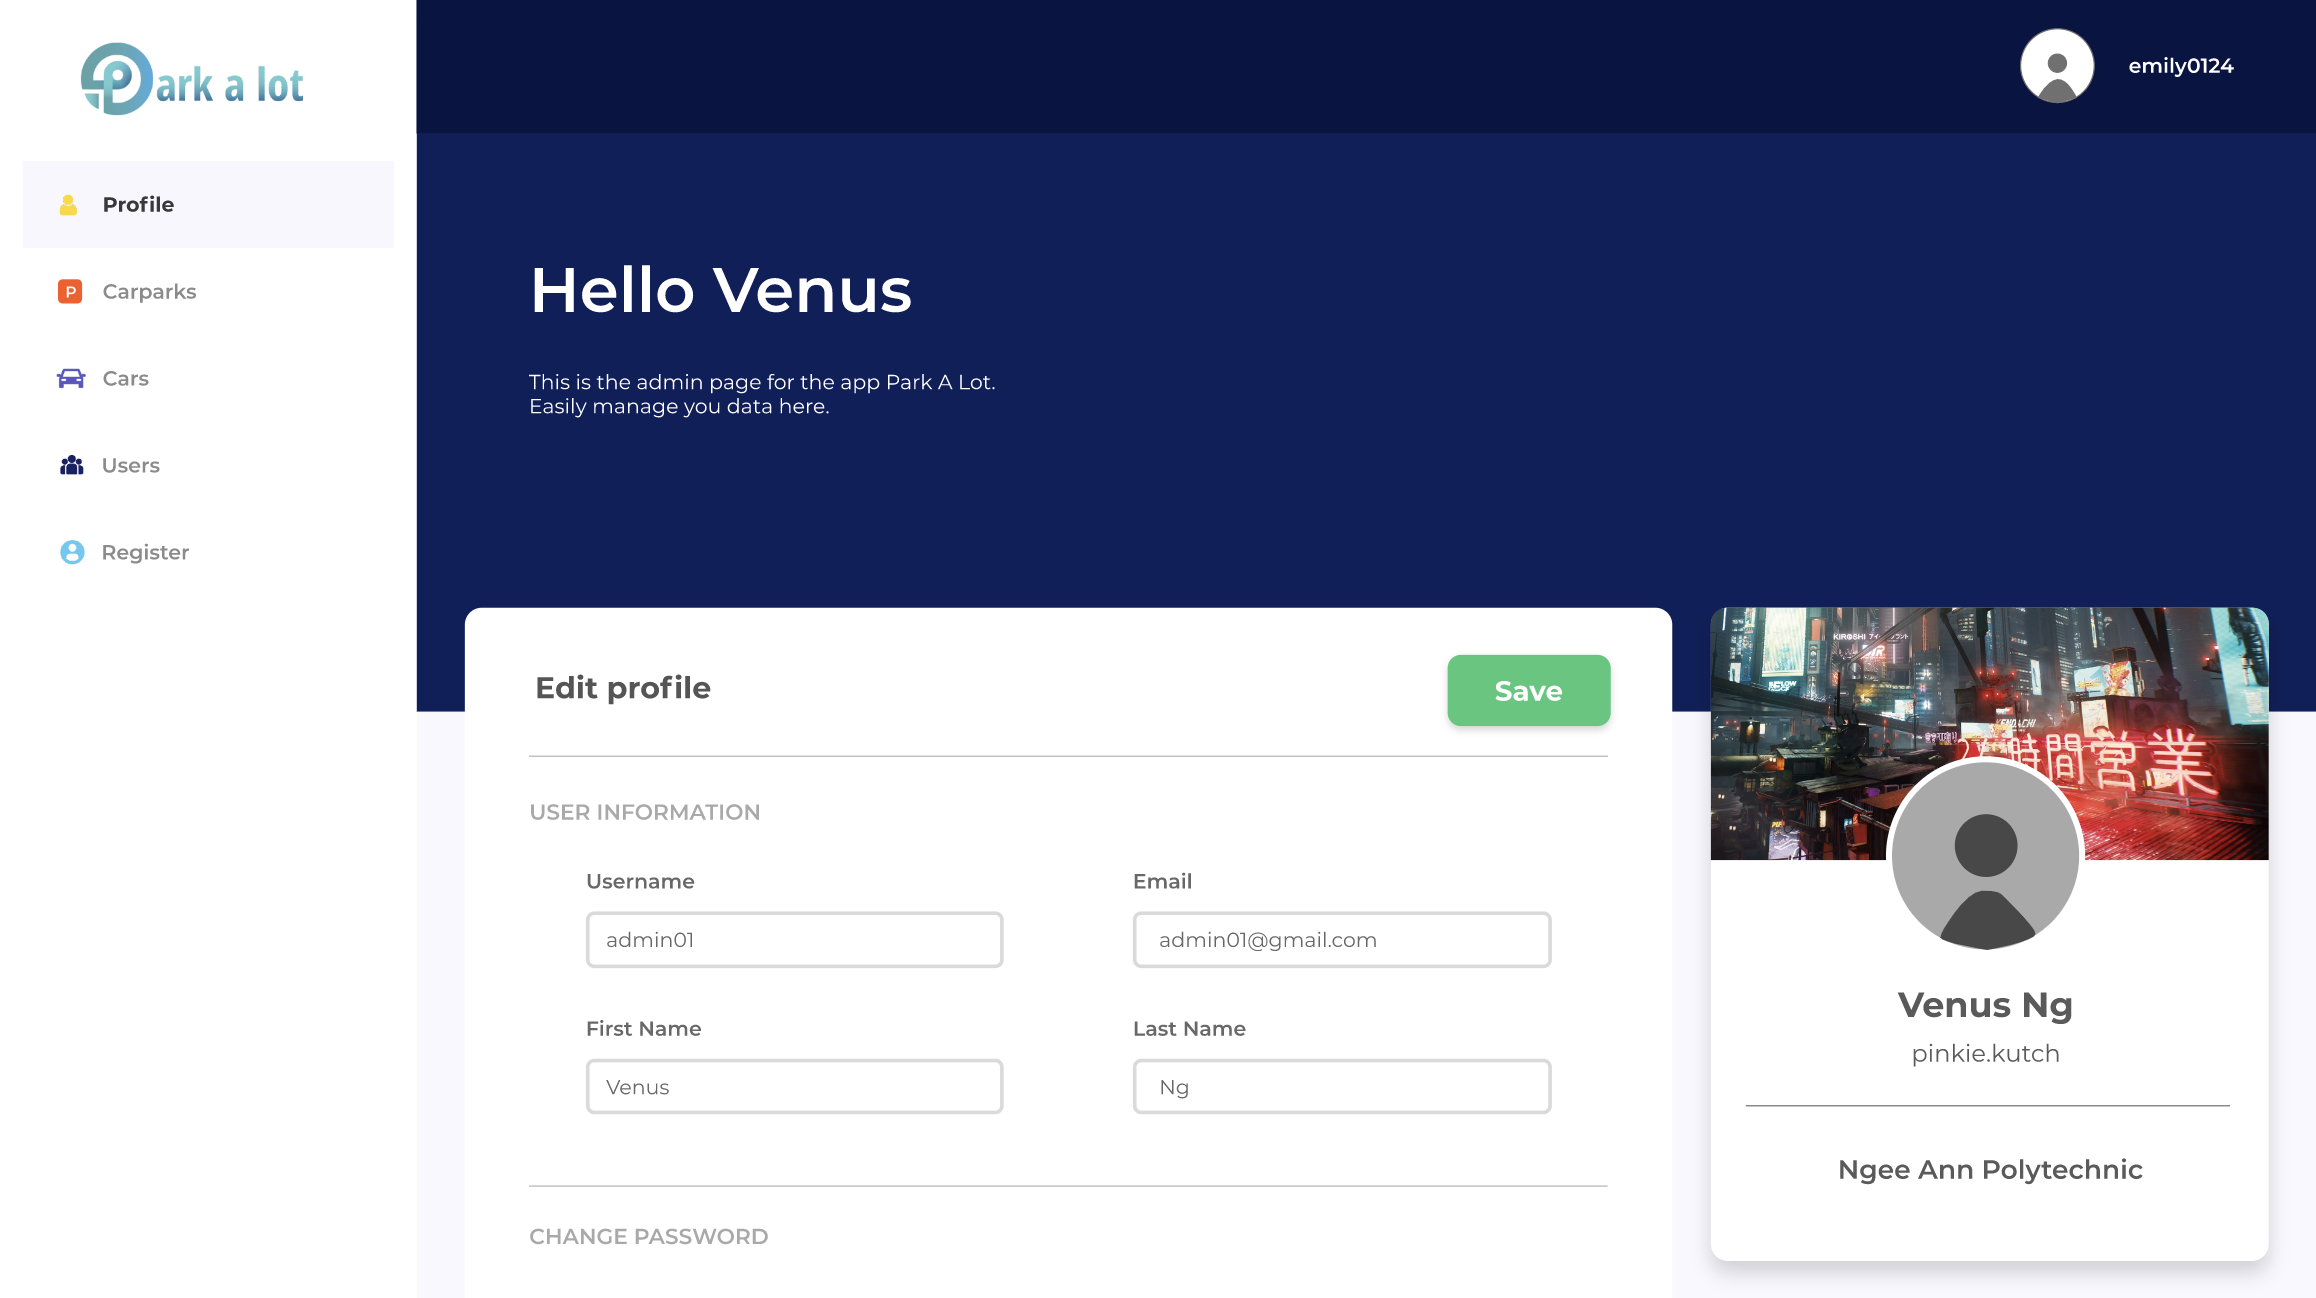 Park a lot
emily0124
Profile
P Carparks
Cars
Users
Register
Hello Venus
This is the admin page for the app Park A Lot.
Easily manage you data here.
Edit profile
Save
USER INFORMATION
Username
Email
admin01
admin01@gmail.com
First Name
Last Name
Venus
Ng
CHANGE PASSWORD
KIROSHI
時間営業
Venus Ng
pinkie.kutch
Ngee Ann Polytechnic